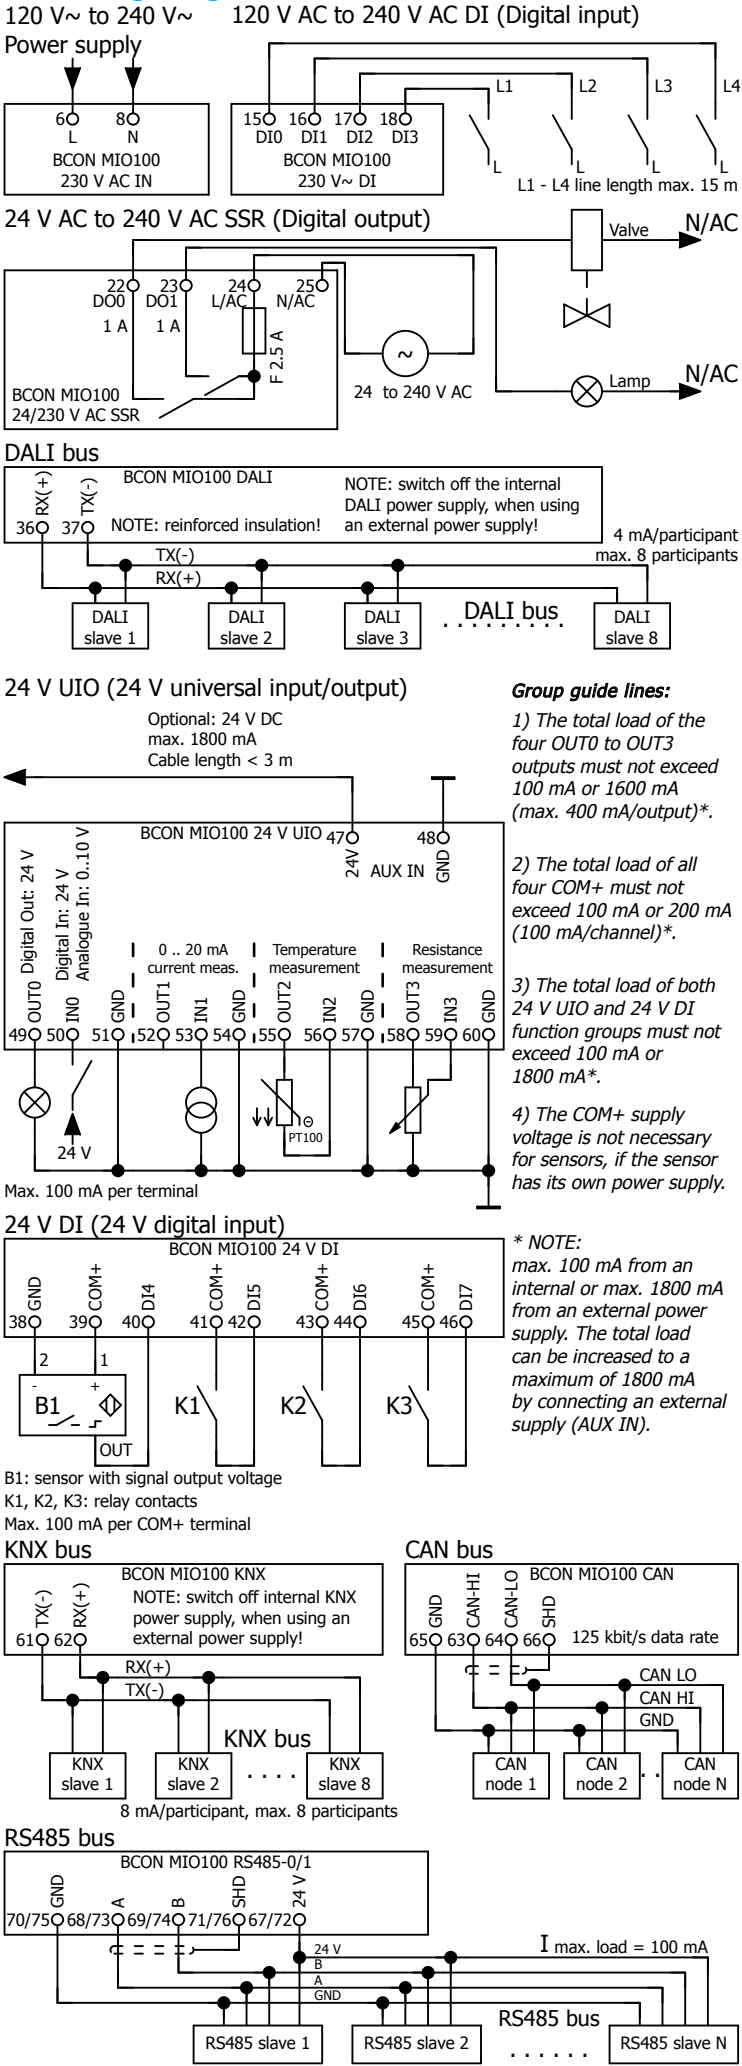 120 V~ to 240 V~
Power supply
6
8
L
N
BCON MIO100
230 V AC IN
120 V AC to 240 V AC DI (Digital input)
L1
L2
L3
L4
15
16
17
18
DI0
DI1
DI2
DI3
BCON MIO100
230 V~ DI
L
L
L
L
L1 - L4 line length max. 15 m
24 V AC to 240 V AC SSR (Digital output)
Valve
N/AC
22
23
24
25
DO0
DO1
L/AC
N/AC
1 A
1 A
F 2.5 A
~
24 to 240 V AC
BCON MIO100
24/230 V AC SSR
Lamp
N/AC
DALI bus
BCON MIO100 DALI
RX(+)
TX(-)
36
37
NOTE: reinforced insulation!
NOTE: switch off the internal
DALI power supply, when using
an external power supply!
4 mA/participant
max. 8 participants
TX(-)
RX(+)
DALI
slave 1
DALI
slave 2
DALI
slave 3
DALI bus
. . . . . . . . .
DALI
slave 8
24 V UIO (24 V universal input/output)
Optional: 24 V DC
max. 1800 mA
Cable length < 3 m
BCON MIO100 24 V UIO
47
48
24V
AUX IN
GND
Digital Out: 24 V
Digital In: 24 V
Analogue In: 0..10 V
0 .. 20 mA
current meas.
Temperature
measurement
Resistance
measurement
OUT0
IN0
GND
OUT1
IN1
GND
OUT2
IN2
GND
OUT3
IN3
GND
49
50
51
52
53
54
55
56
57
58
59
60
24 V
Θ
PT100
Max. 100 mA per terminal
Group guide lines:
1) The total load of the
four OUT0 to OUT3
outputs must not exceed
100 mA or 1600 mA
(max. 400 mA/output)*.
2) The total load of all
four COM+ must not
exceed 100 mA or 200 mA
(100 mA/channel)*.
3) The total load of both
24 V UIO and 24 V DI
function groups must not
exceed 100 mA or
1800 mA*.
4) The COM+ supply
voltage is not necessary
for sensors, if the sensor
has its own power supply.
* NOTE:
max. 100 mA from an
internal or max. 1800 mA
from an external power
supply. The total load
can be increased to a
maximum of 1800 mA
by connecting an external
supply (AUX IN).
24 V DI (24 V digital input)
BCON MIO100 24 V DI
GND
COM+
DI4
COM+
DI5
COM+
DI6
COM+
DI7
38
39
40
41
42
43
44
45
46
2
1
-
+
B1
OUT
K1
K2
K3
B1: sensor with signal output voltage
K1, K2, K3: relay contacts
Max. 100 mA per COM+ terminal
KNX bus
BCON MIO100 KNX
TX(-)
RX(+)
61
62
NOTE: switch off internal KNX
power supply, when using an
external power supply!
RX(+)
TX(-)
KNX bus
KNX
slave 1
KNX
slave 2
. . . .
KNX
slave 8
8 mA/participant, max. 8 participants
CAN bus
BCON MIO100 CAN
GND
CAN-HI
CAN-LO
SHD
65
63
64
66
125 kbit/s data rate
CAN LO
CAN HI
GND
CAN
node 1
CAN
node 2
. .
CAN
node N
RS485 bus
BCON MIO100 RS485-0/1
GND
A
B
SHD
24 V
70/75
68/73
69/74
71/76
67/72
24 V
B
A
GND
I max. load = 100 mA
RS485 bus
RS485 slave 1
RS485 slave 2
. . . . . .
RS485 slave N